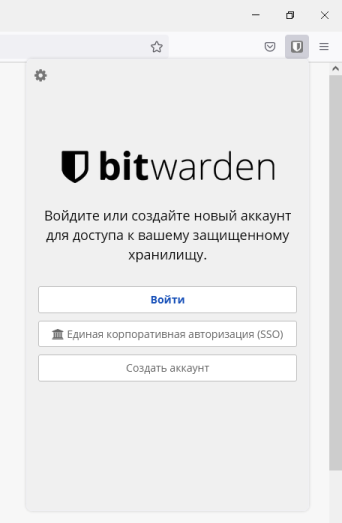 bitwarden
Войдите или создайте новый аккаунт
для доступа к вашему защищенному
хранилищу.
Войти
Единая корпоративная авторизация (SSO)
Создать аккаунт